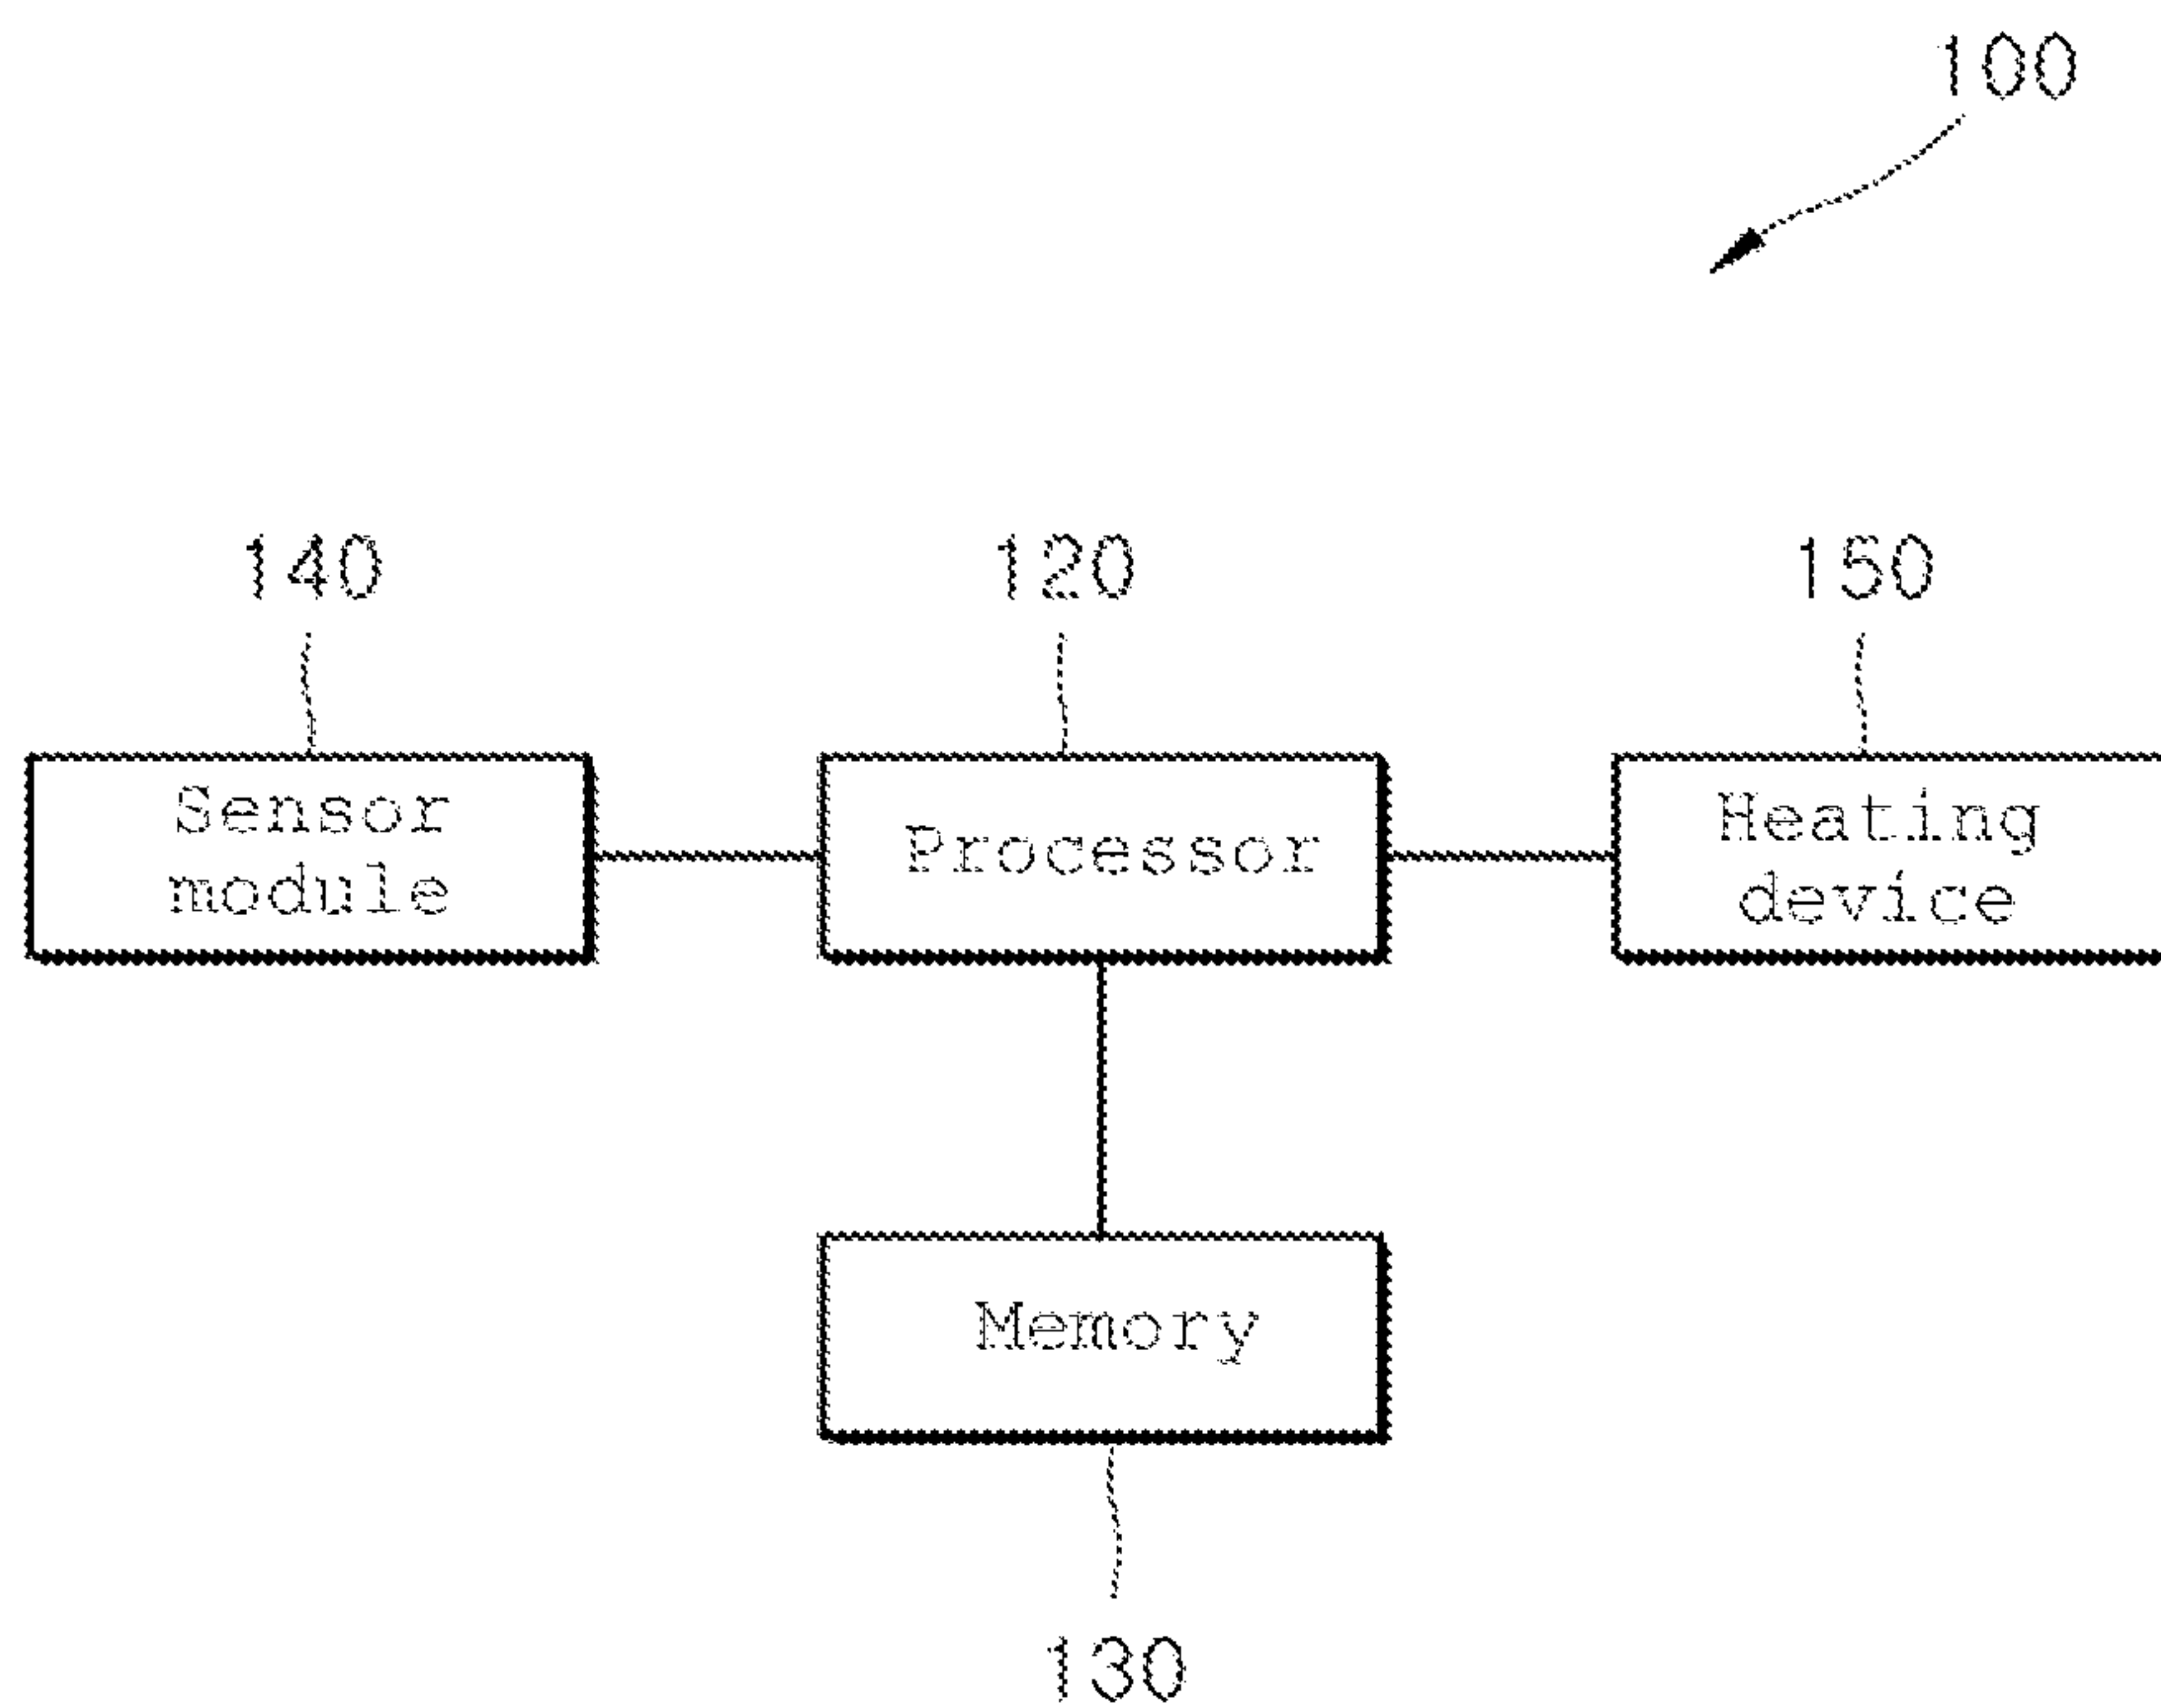 100
140
120
150
Sensor
module
Processor
Heating
device
Memory
130